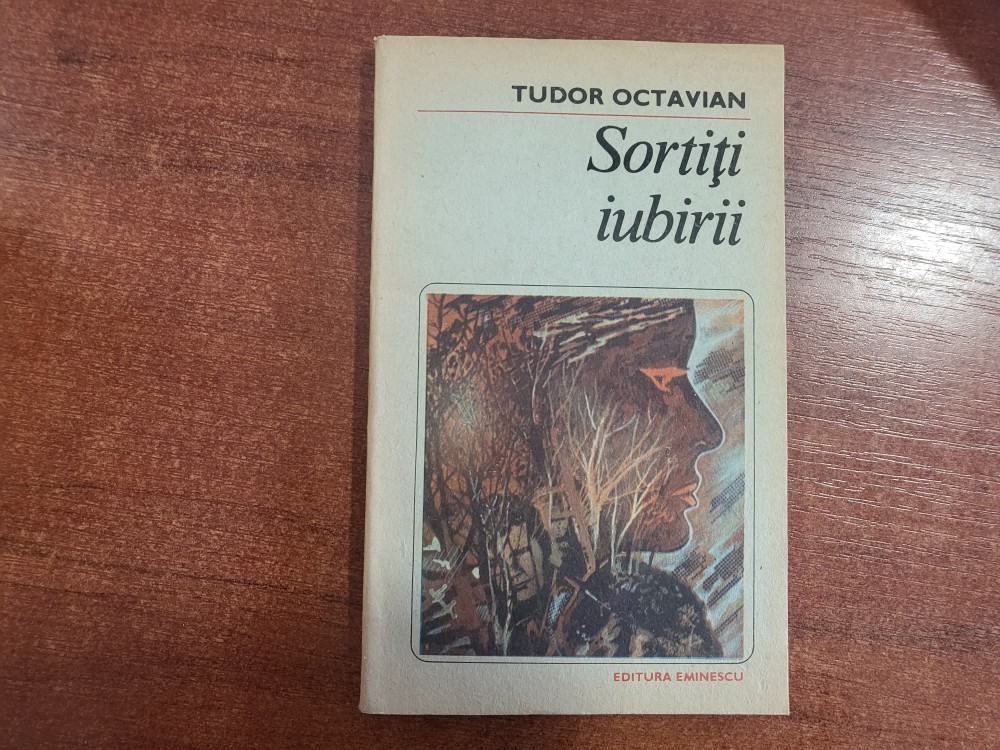 TUDOR OCTAVIAN
Sortiţi
iubirii
EDITURA EMINESCU